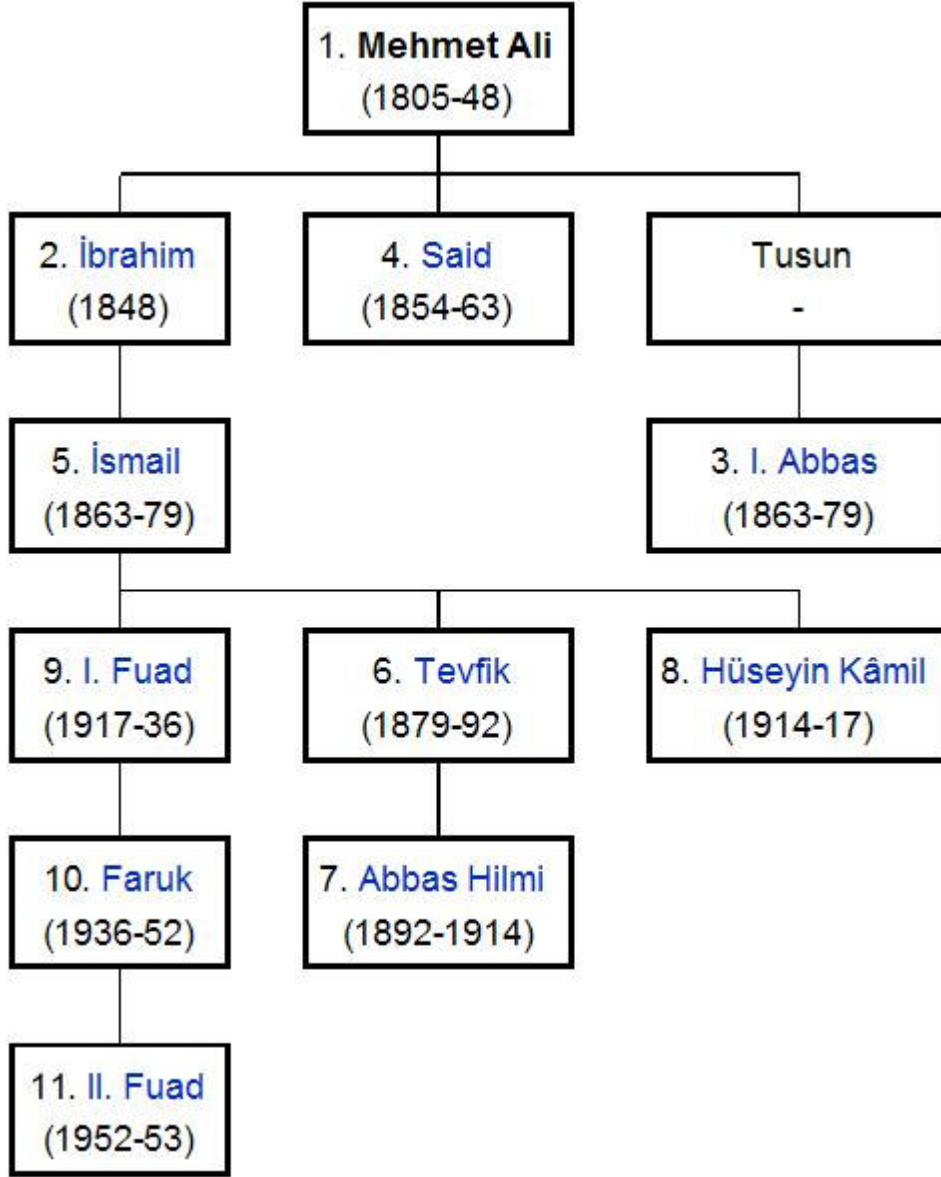 1. Mehmet Ali
(1805-48)
2. İbrahim
(1848)
4. Said
(1854-63)
Tusun
-
5. İsmail
(1863-79)
3. I. Abbas
(1863-79)
9. I. Fuad
(1917-36)
6. Tevfik
(1879-92)
8. Hüseyin Kâmil
(1914-17)
10. Faruk
(1936-52)
7. Abbas Hilmi
(1892-1914)
11. II. Fuad
(1952-53)